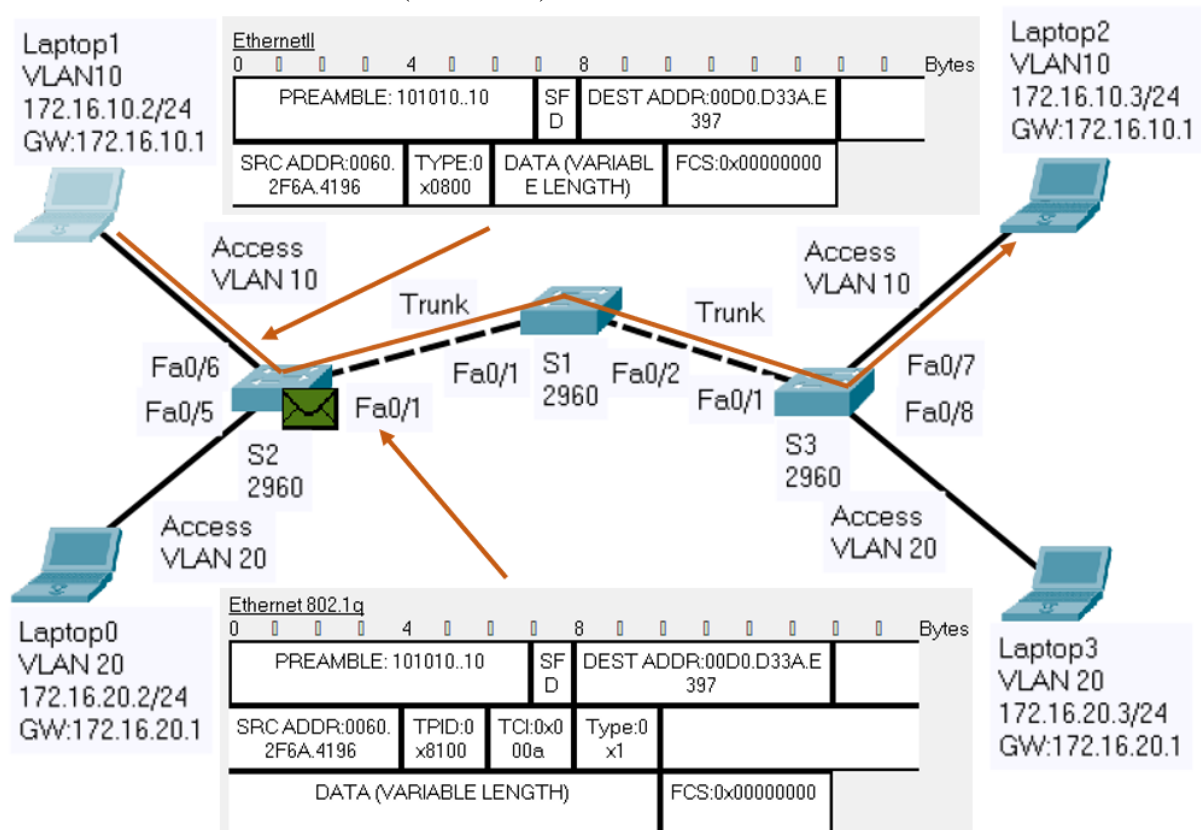 Laptop1
VLAN10
172.16.10.2/24
GW:172.16.10.1
EthernetII
0 4 8 Bytes
PREAMBLE: 101010..10
SF
D
DEST ADDR:00D0.D33A.E
397
SRC ADDR:0060.
2F6A.4196
TYPE:0
x0800
DATA (VARIABL
E LENGTH)
FCS:0x00000000
Laptop2
VLAN10
172.16.10.3/24
GW:172.16.10.1
Access
VLAN 10
Trunk
Trunk
Access
VLAN 10
Fa0/6
Fa0/5
Fa0/1
S2
2960
Fa0/1
S1
2960
Fa0/2
Fa0/1
S3
2960
Fa0/7
Fa0/8
Access
VLAN 20
Access
VLAN 20
Laptop0
VLAN 20
172.16.20.2/24
GW:172.16.20.1
Ethernet 802.1q
0 4 8 Bytes
PREAMBLE: 101010..10
SF
D
DEST ADDR:00D0.D33A.E
397
SRC ADDR:0060.
2F6A.4196
TPID:0
x8100
TCI:0x0
00a
Type:0
x1
DATA (VARIABLE LENGTH)
FCS:0x00000000
Laptop3
VLAN 20
172.16.20.3/24
GW:172.16.20.1